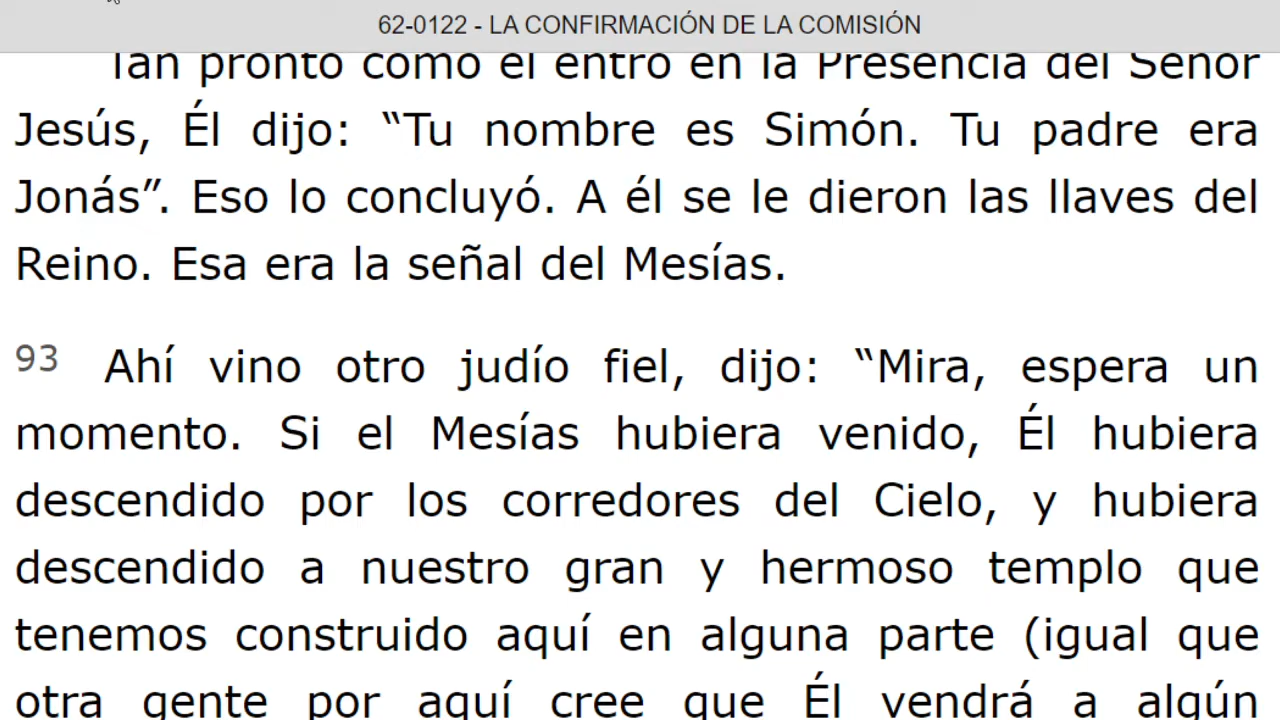 62-0122 - LA CONFIRMACIÓN DE LA COMISIÓN
Tan pronto como él entró en la Presencia del Señor
Jesús, Él dijo: “Tu nombre es Simón. Tu padre era
Jonás”. Eso lo concluyó. A él se le dieron las llaves del
Reino. Esa era la señal del Mesías.
93 Ahí vino otro judío fiel, dijo: “Mira, espera un
momento. Si el Mesías hubiera venido, Él hubiera
descendido por los corredores del Cielo, y hubiera
descendido a nuestro gran y hermoso templo que
tenemos construido aquí en alguna parte (igual que
otra gente por aquí cree que Él vendrá a algún